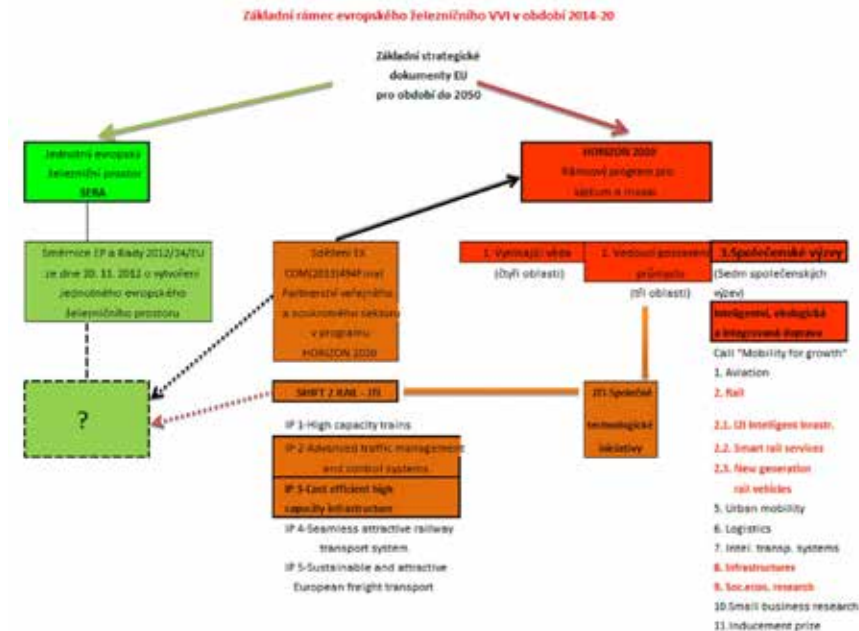 Základní rámec evropského železničního VVI v období 2014-20
Základní strategické
dokumenty EU
pro období do 2050
Jednotný evropský
železniční prostor
SERA
HORIZON 2020
Rámcový program pro
výzkum a
Směrnice EP a Rady 2012/34/EU
ze dne 20. 11. 2012 o vytvoření
Jednotného evropského
železničního prostoru
Sdělení EK
COM(2013)494Final
Partnerství veřejného
a soukromého sektoru
v programu
HORIZON 2020
1. Vynikající věda
(čtyři oblasti)
2. Vedoucí postavení
průmyslu
(tři oblasti)
3.Společenské výzvy
(Sedm společenských
výzev)
Inteligentní, ekologická
a integrovaná doprava
Call "Mobility for growth"
1. Aviation
2. Rail
2.1. Intelligent
2.2. Smart rail services
2.3. New generation
rail vehicles
5. Urban mobility
6. Logistics
7. Intel. transp. systems
8. Infrastructures
9. Soc.econ. research
10.Small business research
11.Inducement prize
?
SHIFT 2 RAIL - JTI
JTI-Společné
technologické
iniciativy
IP 1-High capacity trains
IP 2-Advanced traffic management
and control systems
IP 3-Cost efficient high
capacity infrastructure
IP 4-Seamless attractive railway
transport system
IP 5-Sustainable and attractive
European freight transport